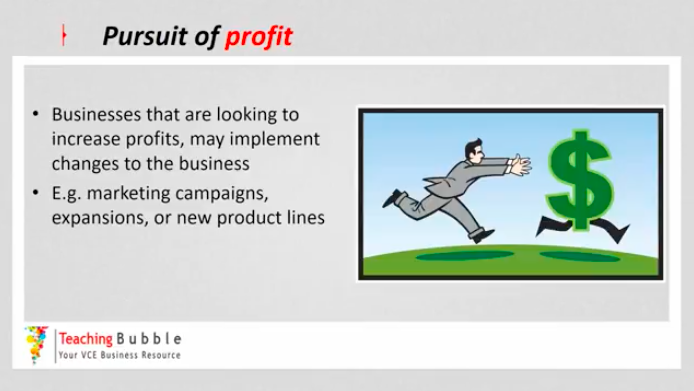 Pursuit of profit
• Businesses that are looking to
increase profits, may implement
changes to the business
• E.g. marketing campaigns,
expansions, or new product lines
$
Teaching Bubble
Your VCE Business Resource